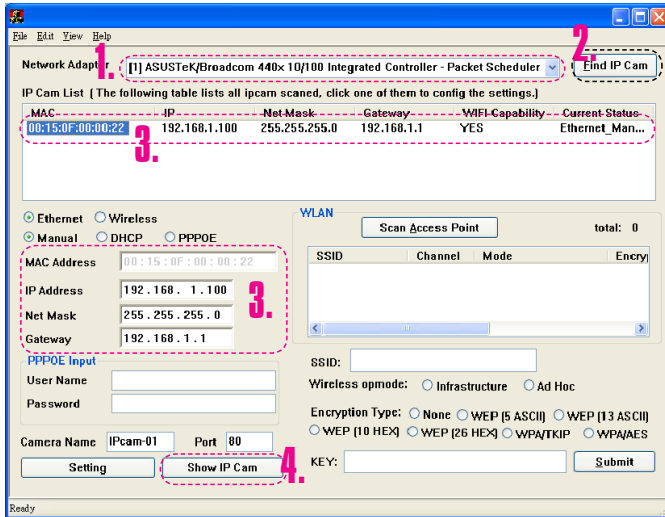 File Edit View Help
1. 2.
Network Adapter [1] ASUSTeK/Broadcom 440x 10/100 Integrated Controller - Packet Scheduler Find IP Cam
IP Cam List ( The following table lists all ipcam scaned, click one of them to config the settings.)
MAC IP Net Mask Gateway WIFI Capability Current Status
00:15:0F:00:00:22 192.168.1.100 255.255.255.0 192.168.1.1 YES Ethernet_Man...
3.
Ethernet Wireless
Manual DHCP PPPOE
MAC Address 00 : 15 : 0F : 00 : 00 : 22
IP Address 192 . 168 . 1 . 100
3.
Net Mask 255 . 255 . 255 . 0
Gateway 192 . 168 . 1 . 1
PPPOE Input
User Name
Password
Camera Name IPcam-01 Port 80
Setting Show IP Cam
4.
WLAN
Scan Access Point total: 0
SSID Channel Mode Encry
SSID:
Wireless opmode: Infrastructure Ad Hoc
Encryption Type: None WEP (5 ASCII) WEP (13 ASCII)
WEP (10 HEX) WEP (26 HEX) WPA/TKIP WPA/AES
KEY: Submit
Ready